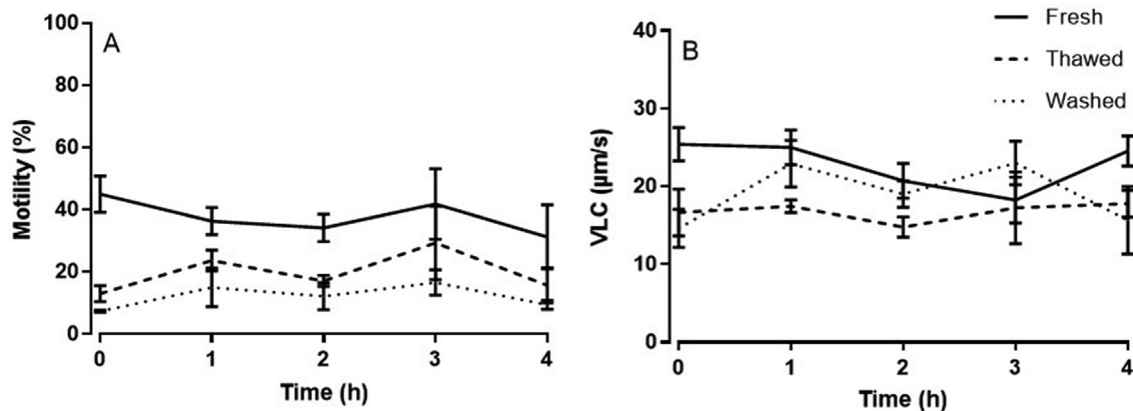 A
Motility (%)
100
80
60
40
20
0
0 1 2 3 4
Time (h)
B
VLC (µm/s)
40
30
20
10
0
0 1 2 3 4
Time (h)
Fresh
Thawed
Washed